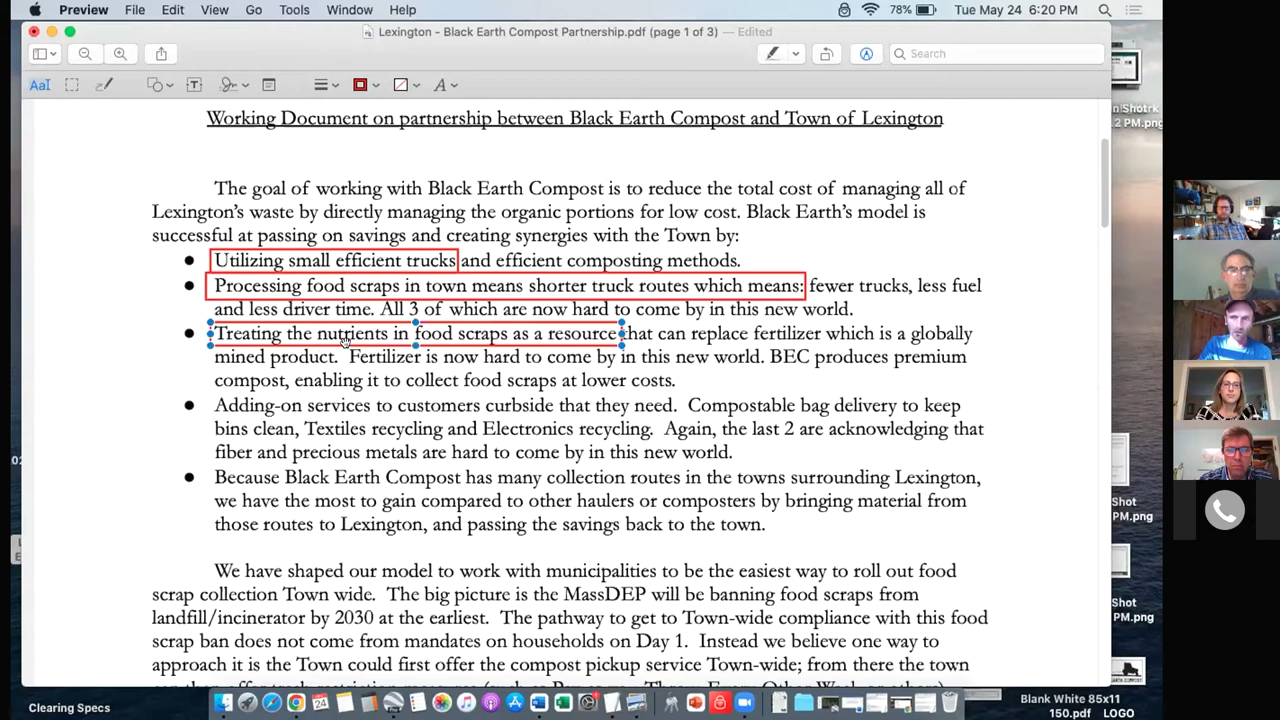 Preview File Edit View Go Tools Window Help 78% Tue May 24 6:20 PM
Lexington - Black Earth Compost Partnership.pdf (page 1 of 3) — Edited
Search
AaI T A
Working Document on partnership between Black Earth Compost and Town of Lexington
The goal of working with Black Earth Compost is to reduce the total cost of managing all of
Lexington's waste by directly managing the organic portions for low cost. Black Earth's model is
successful at passing on savings and creating synergies with the Town by:
● Utilizing small efficient trucks and efficient composting methods.
● Processing food scraps in town means shorter truck routes which means: fewer trucks, less fuel
and less driver time. All 3 of which are now hard to come by in this new world.
● Treating the nutrients in food scraps as a resource that can replace fertilizer which is a globally
mined product. Fertilizer is now hard to come by in this new world. BEC produces premium
compost, enabling it to collect food scraps at lower costs.
● Adding-on services to customers curbside that they need. Compostable bag delivery to keep
bins clean, Textiles recycling and Electronics recycling. Again, the last 2 are acknowledging that
fiber and precious metals are hard to come by in this newworld.
● Because Black Earth Compost has many collection routes in the towns surrounding Lexington,
we have the most to gain compared to other haulers or composters by bringing material from
those routes to Lexington, and passing the savings back to the town.
We have shaped our model to work with municipalities to be the easiest way to roll out food
scrap collection Town wide. The big picture is the MassDEP will be banning food scraps from
landfill/incinerator by 2030 at the earliest. The pathway to get to Town-wide compliance with this food
scrap ban does not come from mandates on households on Day 1. Instead we believe one way to
approach it is the Town could first offer the compost pickup service Town-wide; from there the town
2 PM.png
Shot
PM.png
Shot
PM.png
24
Clearing Specs
Blank White 85x11
150.pdf LOGO